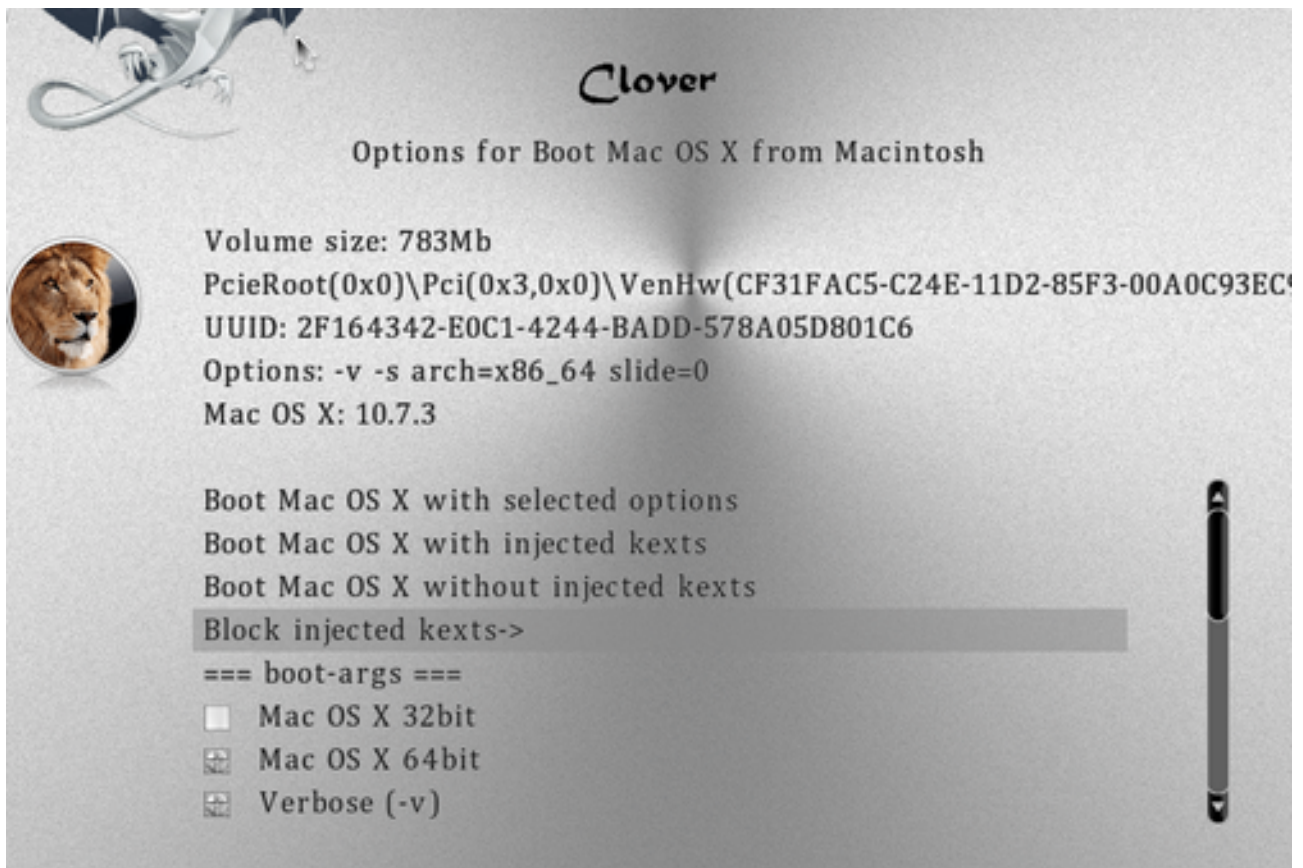 Clover
Options for Boot Mac OS X from Macintosh
Volume size: 783Mb
PcieRoot(0x0)\Pci(0x3,0x0)\VenHw(CF31FAC5-C24E-11D2-85F3-00A0C93EC9
UUID: 2F164342-E0C1-4244-BADD-578A05D801C6
Options: -v -s arch=x86_64 slide=0
Mac OS X: 10.7.3
Boot Mac OS X with selected options
Boot Mac OS X with injected kexts
Boot Mac OS X without injected kexts
Block injected kexts->
=== boot-args ===
Mac OS X 32bit
Mac OS X 64bit
Verbose (-v)